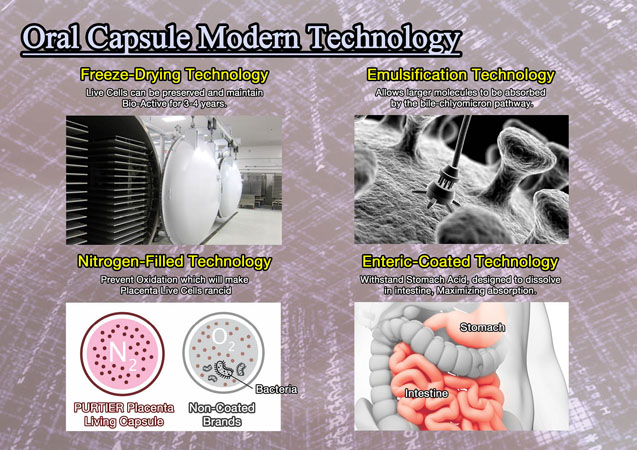 Oral Capsule Modern Technology
Freeze-Drying Technology
Live Cells can be preserved and maintain
Bio-Active for 3-4 years.
Emulsification Technology
Allows larger molecules to be absorbed
by the bile-chlyomicron pathway.
Nitrogen-Filled Technology
Prevent Oxidation which will make
Placenta Live Cells rancid
N2
O2
Bacteria
PURTIER Placenta
Living Capsule
Non-Coated
Brands
Enteric-Coated Technology
Withstand Stomach Acid, designed to dissolve
in intestine, Maximizing absorption.
Stomach
Intestine